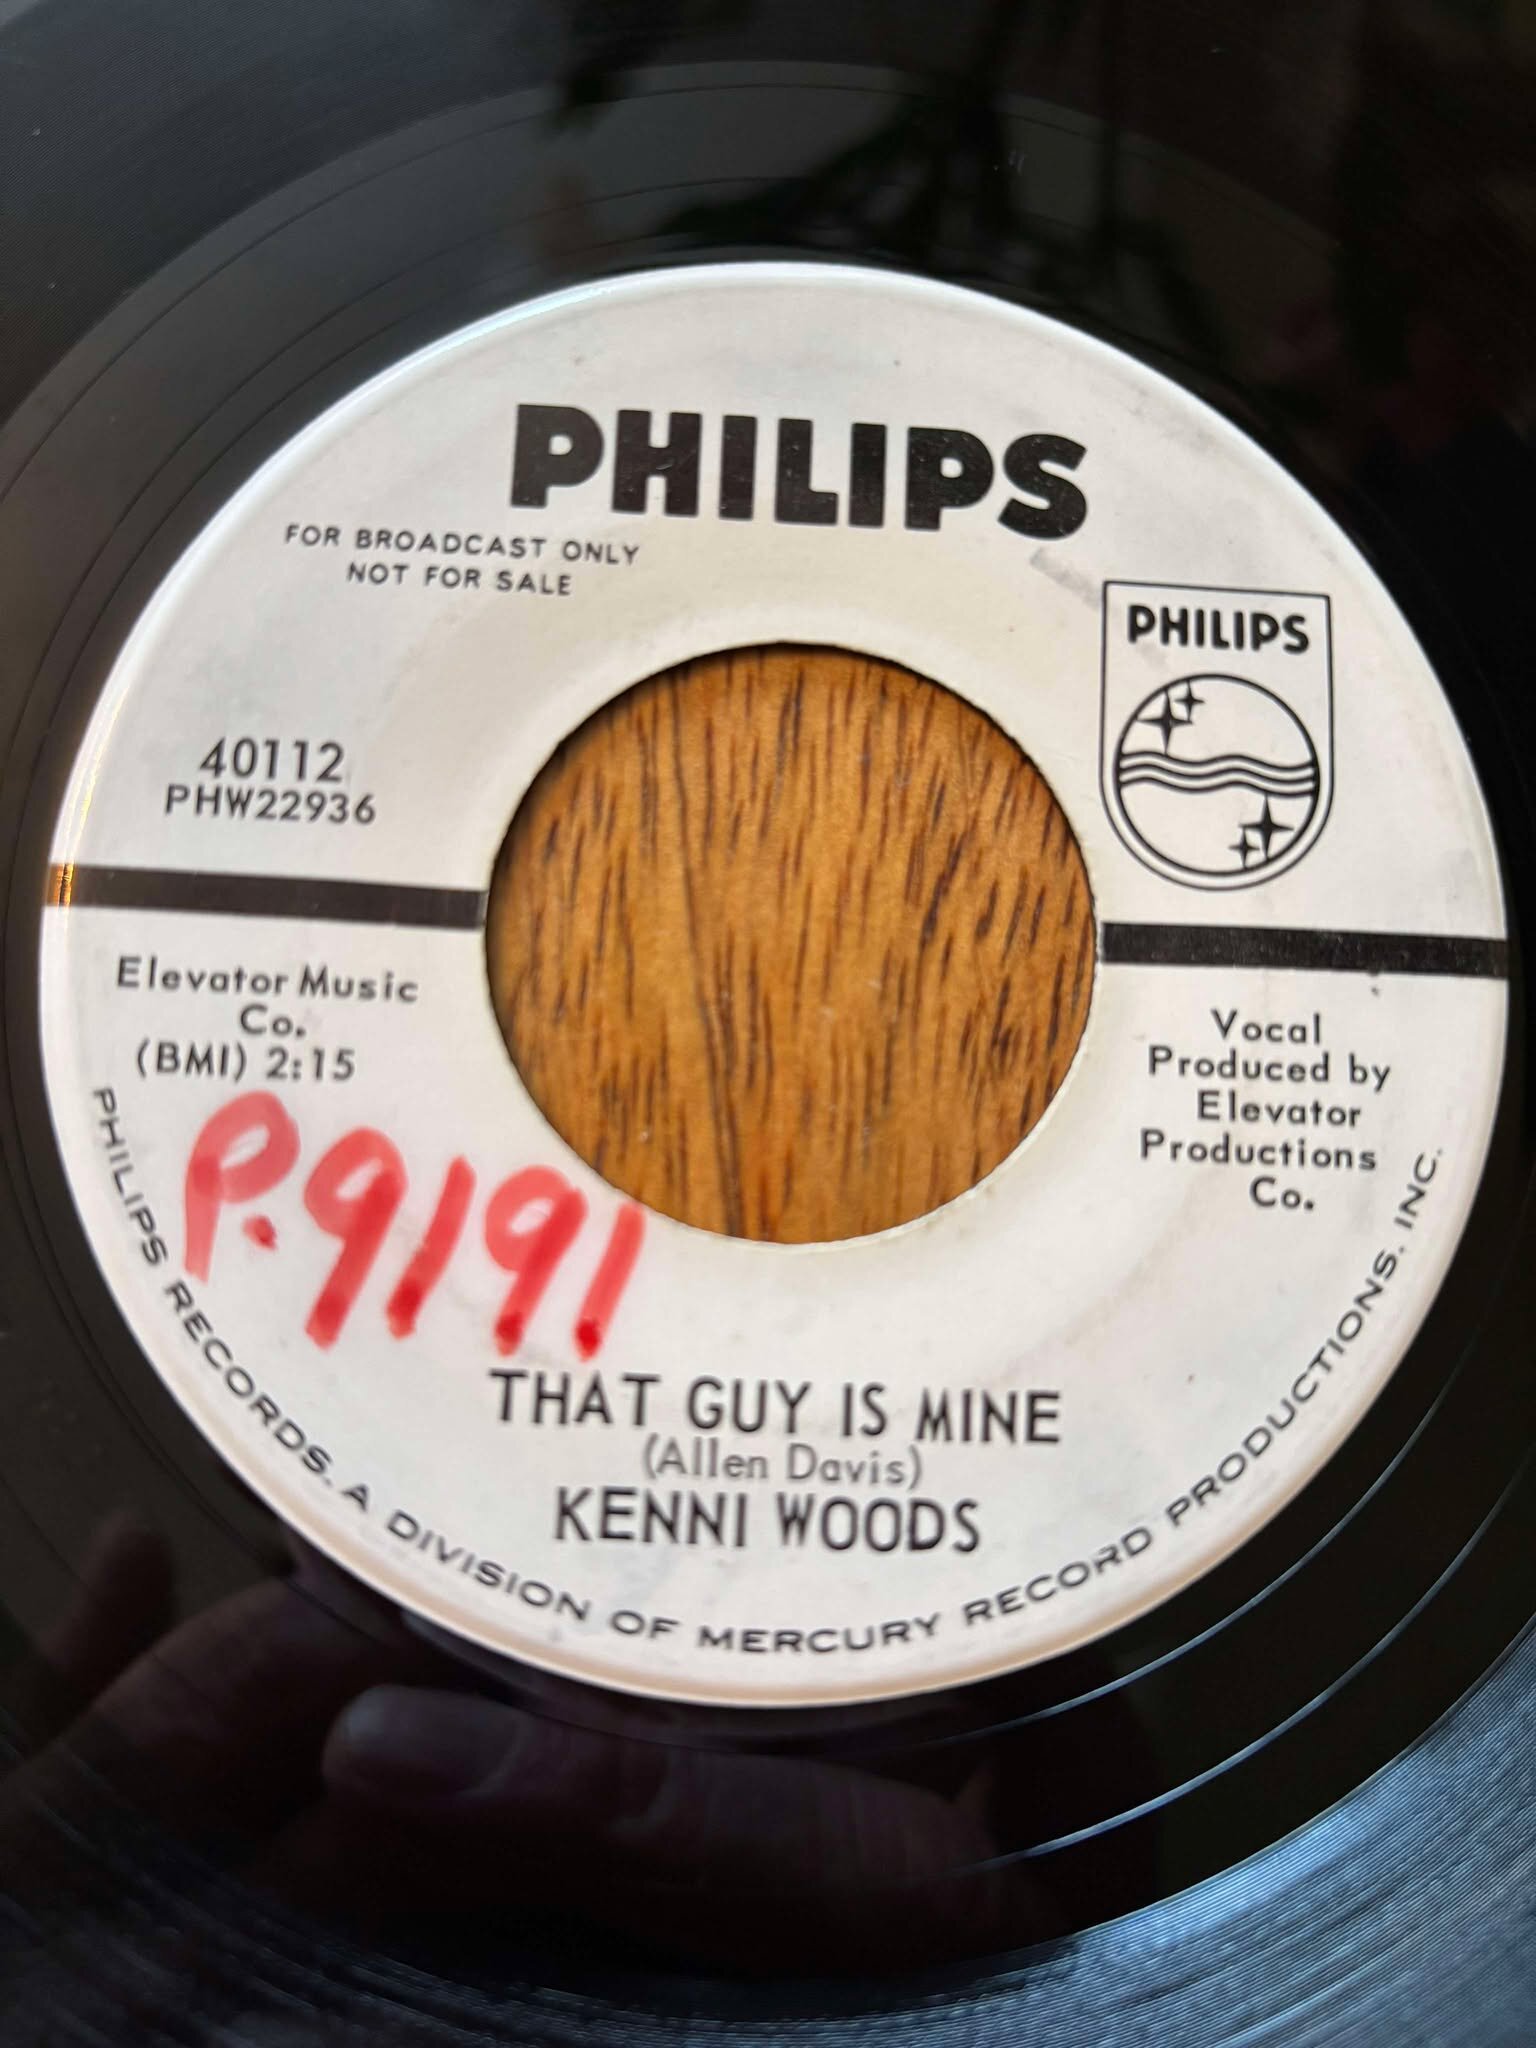 PHILIPS
FOR BROADCAST ONLY
NOT FOR SALE
PHILIPS
40112
PHW22936
Elevator Music
Co.
(BMI) 2:15
Vocal
Produced by
Elevator
Productions
Co.
P.9191
THAT GUY IS MINE
(Allen Davis)
KENNI WOODS
PHILIPS RECORDS. A DIVISION OF MERCURY RECORD PRODUCTIONS. INC.